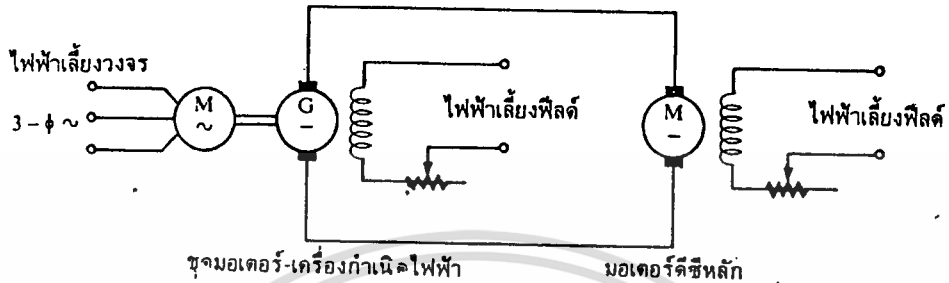 ไฟฟ้าเลี้ยงวงจร
3 - ϕ ~
M
~
G
–
ไฟฟ้าเลี้ยงฟีลด์
M
–
ไฟฟ้าเลี้ยงฟีลด์
ชุดมอเตอร์-เครื่องกำเนิดไฟฟ้า
มอเตอร์ดีซีหลัก